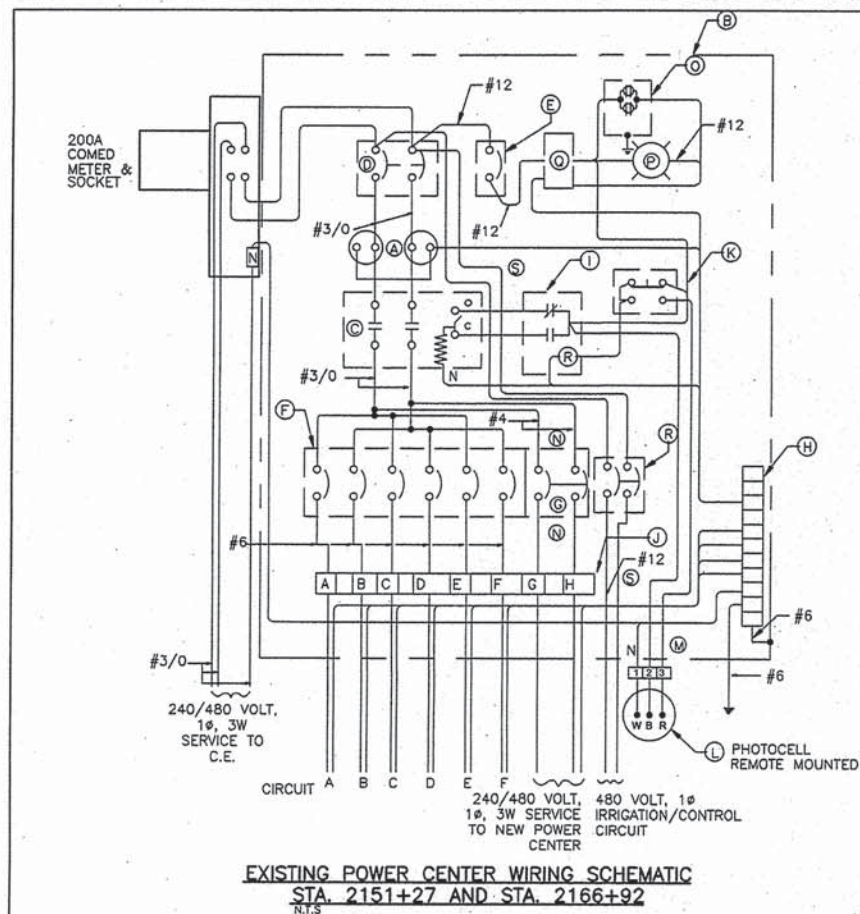 B
O
#12
E
#12
200A
COMED
METER &
SOCKET
D
Q
P
#12
#3/0
A
S
I
K
N
O
C
C
R
#3/0
N
F
#4
N
R
H
G
N
J
#6
#12
A B C D E F G H
S
#6
N
M
#3/0
1 2 3
#6
240/480 VOLT,
1ø, 3W
SERVICE TO
C.E.
W B R
L
PHOTOCELL
REMOTE MOUNTED
CIRCUIT A B C D E F
240/480 VOLT,
1ø, 3W SERVICE
TO NEW POWER
CENTER
480 VOLT, 1ø
IRRIGATION/CONTROL
CIRCUIT
EXISTING POWER CENTER WIRING SCHEMATIC
STA. 2151+27 AND STA. 2166+92
N.T.S